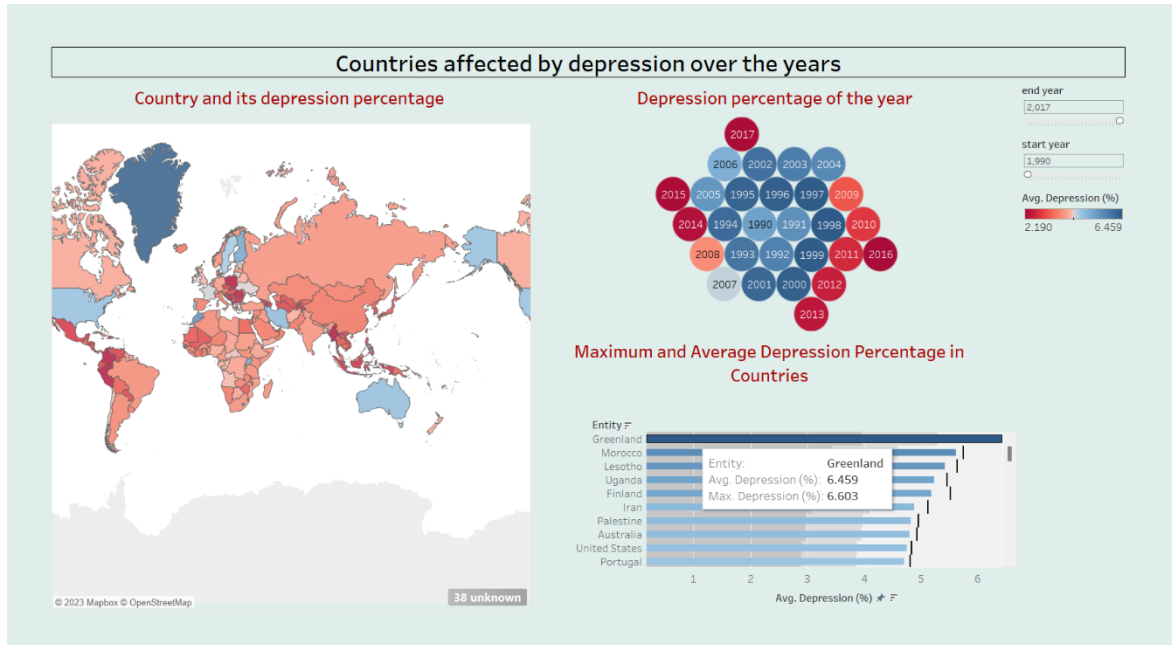 Countries affected by depression over the years
Country and its depression percentage
© 2023 Mapbox © OpenStreetMap
38 unknown
Depression percentage of the year
2017
2006 2002 2003 2004
2015 2005 1995 1996 1997 2009
2014 1994 1990 1991 1998 2010
2008 1993 1992 1999 2011 2016
2007 2001 2000 2012
2013
end year
2,017
start year
1,990
Avg. Depression (%)
2.190 6.459
Maximum and Average Depression Percentage in
Countries
Entity
Greenland
Morocco
Lesotho
Uganda
Finland
Iran
Palestine
Australia
United States
Portugal
Entity: Greenland
Avg. Depression (%): 6.459
Max. Depression (%): 6.603
1 2 3 4 5 6
Avg. Depression (%)